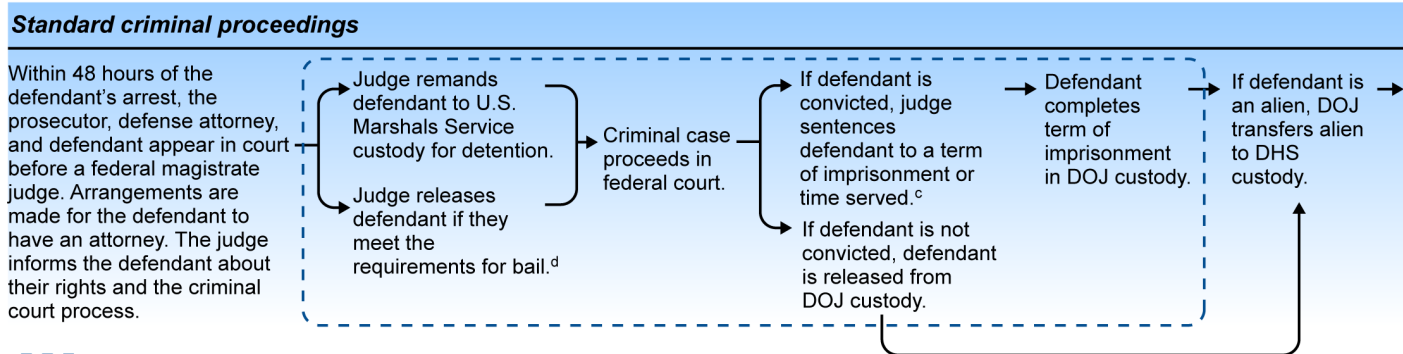 Standard criminal proceedings
Within 48 hours of the
defendant’s arrest, the
prosecutor, defense attorney,
and defendant appear in court
before a federal magistrate
judge. Arrangements are
made for the defendant to
have an attorney. The judge
informs the defendant about
their rights and the criminal
court process.
Judge remands
defendant to U.S.
Marshals Service
custody for detention.
Judge releases
defendant if they
meet the
requirements for bail.d
Criminal case
proceeds in
federal court.
If defendant is
convicted, judge
sentences
defendant to a term
of imprisonment or
time served.c
If defendant is not
convicted, defendant
is released from
DOJ custody.
Defendant
completes
term of
imprisonment
in DOJ custody.
If defendant is
an alien, DOJ
transfers alien
to DHS
custody.